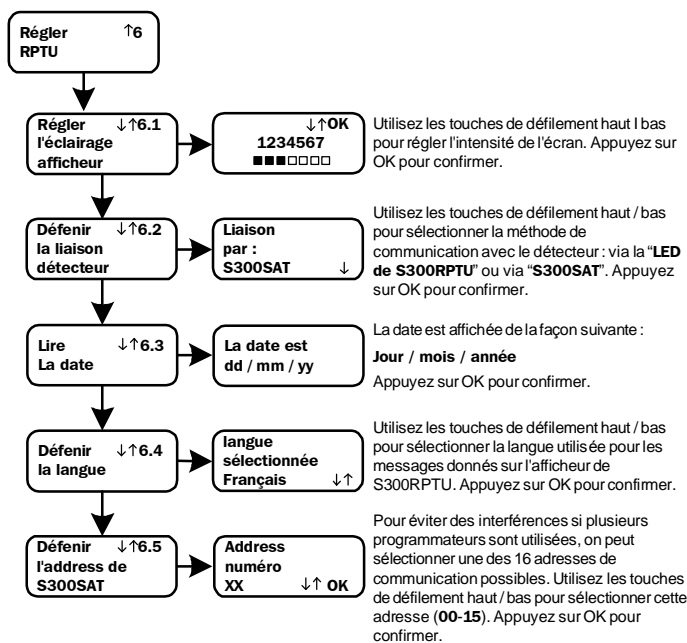 Régler ↑6
RPTU
Régler ↓↑6.1
l'éclairage
afficheur
↓↑OK
1234567
■■■□□□□
Utilisez les touches de défilement haut l bas
pour régler l'intensité de l'écran. Appuyez sur
OK pour confirmer.
Défenir ↓↑6.2
la liaison
détecteur
Liaison
par :
S300SAT ↓
Utilisez les touches de défilement haut / bas
pour sélectionner la méthode de
communication avec le détecteur : via la “LED
de S300RPTU” ou via “S300SAT”. Appuyez
sur OK pour confirmer.
Lire ↓↑6.3
La date
La date est
dd / mm / yy
La date est affichée de la façon suivante :
Jour / mois / année
Appuyez sur OK pour confirmer.
Défenir ↓↑6.4
la langue
langue
sélectionnée
Français ↓↑
Utilisez les touches de défilement haut / bas
pour sélectionner la langue utilisée pour les
messages donnés sur l'afficheur de
S300RPTU. Appuyez sur OK pour confirmer.
Défenir ↓↑6.5
l'address de
S300SAT
Address
numéro
XX ↓↑ OK
Pour éviter des interférences si plusieurs
programmateurs sont utilisées, on peut
sélectionner une des 16 adresses de
communication possibles. Utilisez les touches
de défilement haut / bas pour sélectionner cette
adresse (00-15). Appuyez sur OK pour
confirmer.